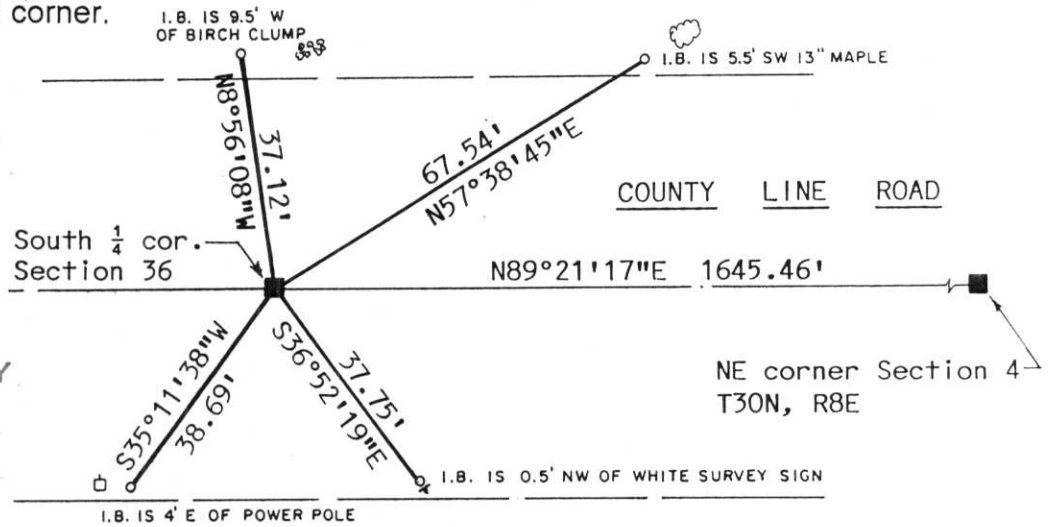 corner.
I.B. IS 9.5' W
OF BIRCH CLUMP
I.B. IS 5.5' SW 13" MAPLE
N8°56'08"W
37.12'
67.54'
N57°38'45"E
COUNTY LINE ROAD
South 1/4 cor.
Section 36
N89°21'17"E 1645.46'
S35°11'38"W
38.69'
37.75'
S36°52'19"E
NE corner Section 4
T30N, R8E
I.B. IS 0.5' NW OF WHITE SURVEY SIGN
I.B. IS 4' E OF POWER POLE